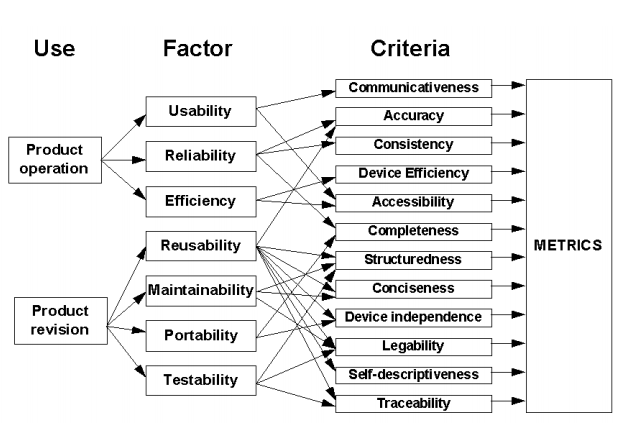 Use Factor Criteria
Communicativeness
Usability
Accuracy
Product
operation
Reliability
Consistency
Device Efficiency
Efficiency
Accessibility
Completeness
Reusability
METRICS
Structuredness
Maintainability
Conciseness
Product
revision
Device independence
Portability
Legability
Testability
Self-descriptiveness
Traceability